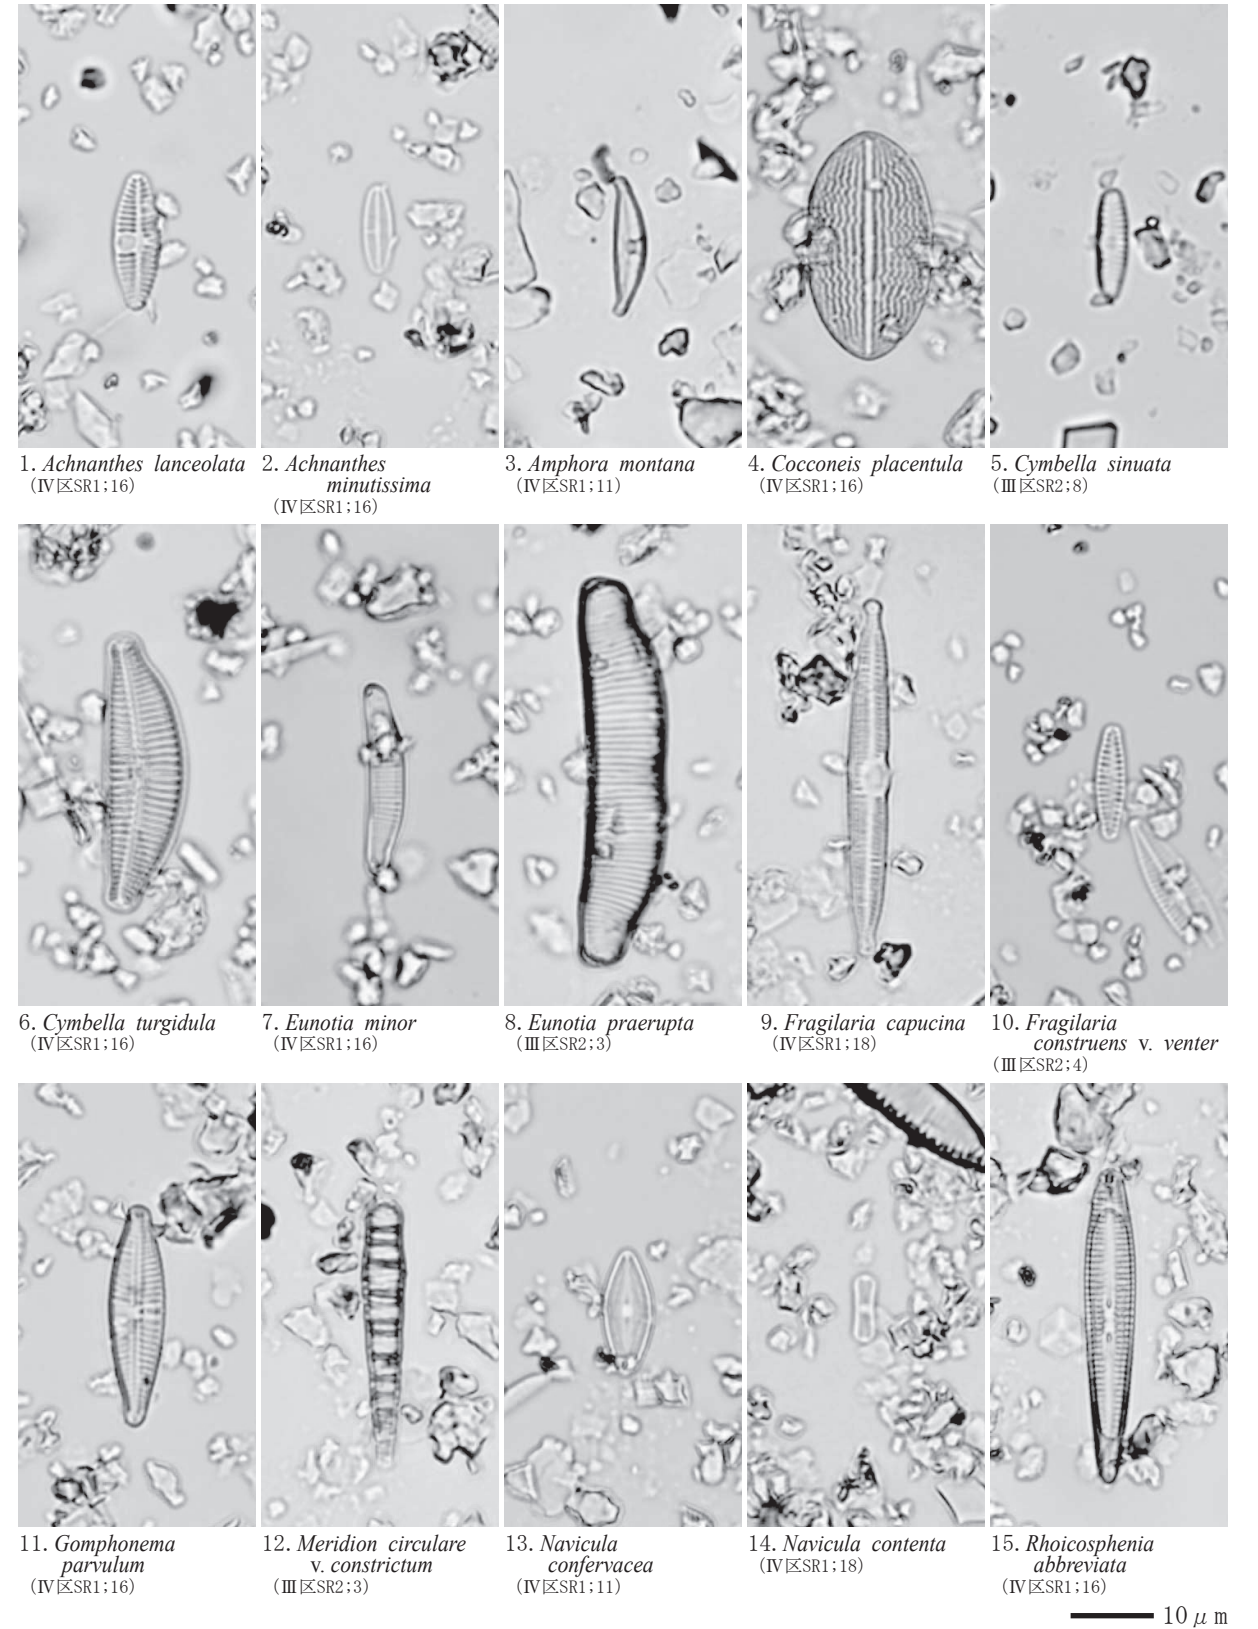 1. Achnanthes lanceolata
(Ⅳ区SR1;16)
2. Achnanthes
minutissima
(Ⅳ区SR1;16)
3. Amphora montana
(Ⅳ区SR1;11)
4. Cocconeis placentula
(Ⅳ区SR1;16)
5. Cymbella sinuata
(Ⅲ区SR2;8)
6. Cymbella turgidula
(Ⅳ区SR1;16)
7. Eunotia minor
(Ⅳ区SR1;16)
8. Eunotia praerupta
(Ⅲ区SR2;3)
9. Fragilaria capucina
(Ⅳ区SR1;18)
10. Fragilaria
construens v. venter
(Ⅲ区SR2;4)
11. Gomphonema
parvulum
(Ⅳ区SR1;16)
12. Meridion circulare
v. constrictum
(Ⅲ区SR2;3)
13. Navicula
confervacea
(Ⅳ区SR1;11)
14. Navicula contenta
(Ⅳ区SR1;18)
15. Rhoicosphenia
abbreviata
(Ⅳ区SR1;16)
10μm